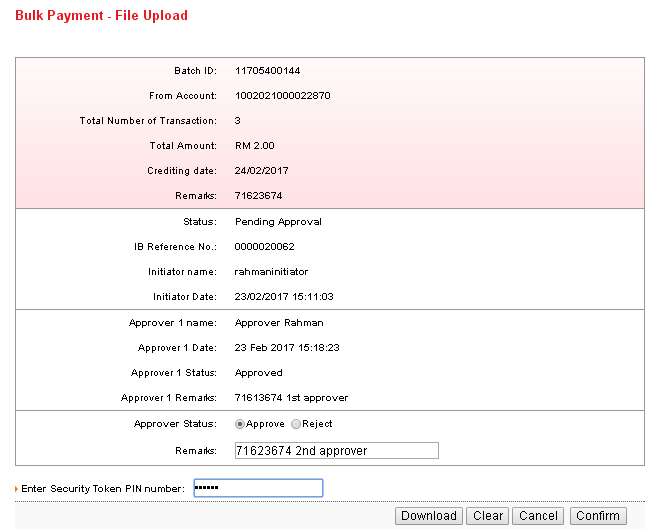 Bulk Payment - File Upload
Batch ID: 11705400144
From Account: 1002021000022870
Total Number of Transaction: 3
Total Amount: RM 2.00
Crediting date: 24/02/2017
Remarks: 71623674
Status: Pending Approval
IB Reference No.: 0000020062
Initiator name: rahmaninitiator
Initiator Date: 23/02/2017 15:11:03
Approver 1 name: Approver Rahman
Approver 1 Date: 23 Feb 2017 15:18:23
Approver 1 Status: Approved
Approver 1 Remarks: 71613674 1st approver
Approver Status: Approve Reject
Remarks: 71623674 2nd approver
Enter Security Token PIN number: ••••••
Download Clear Cancel Confirm